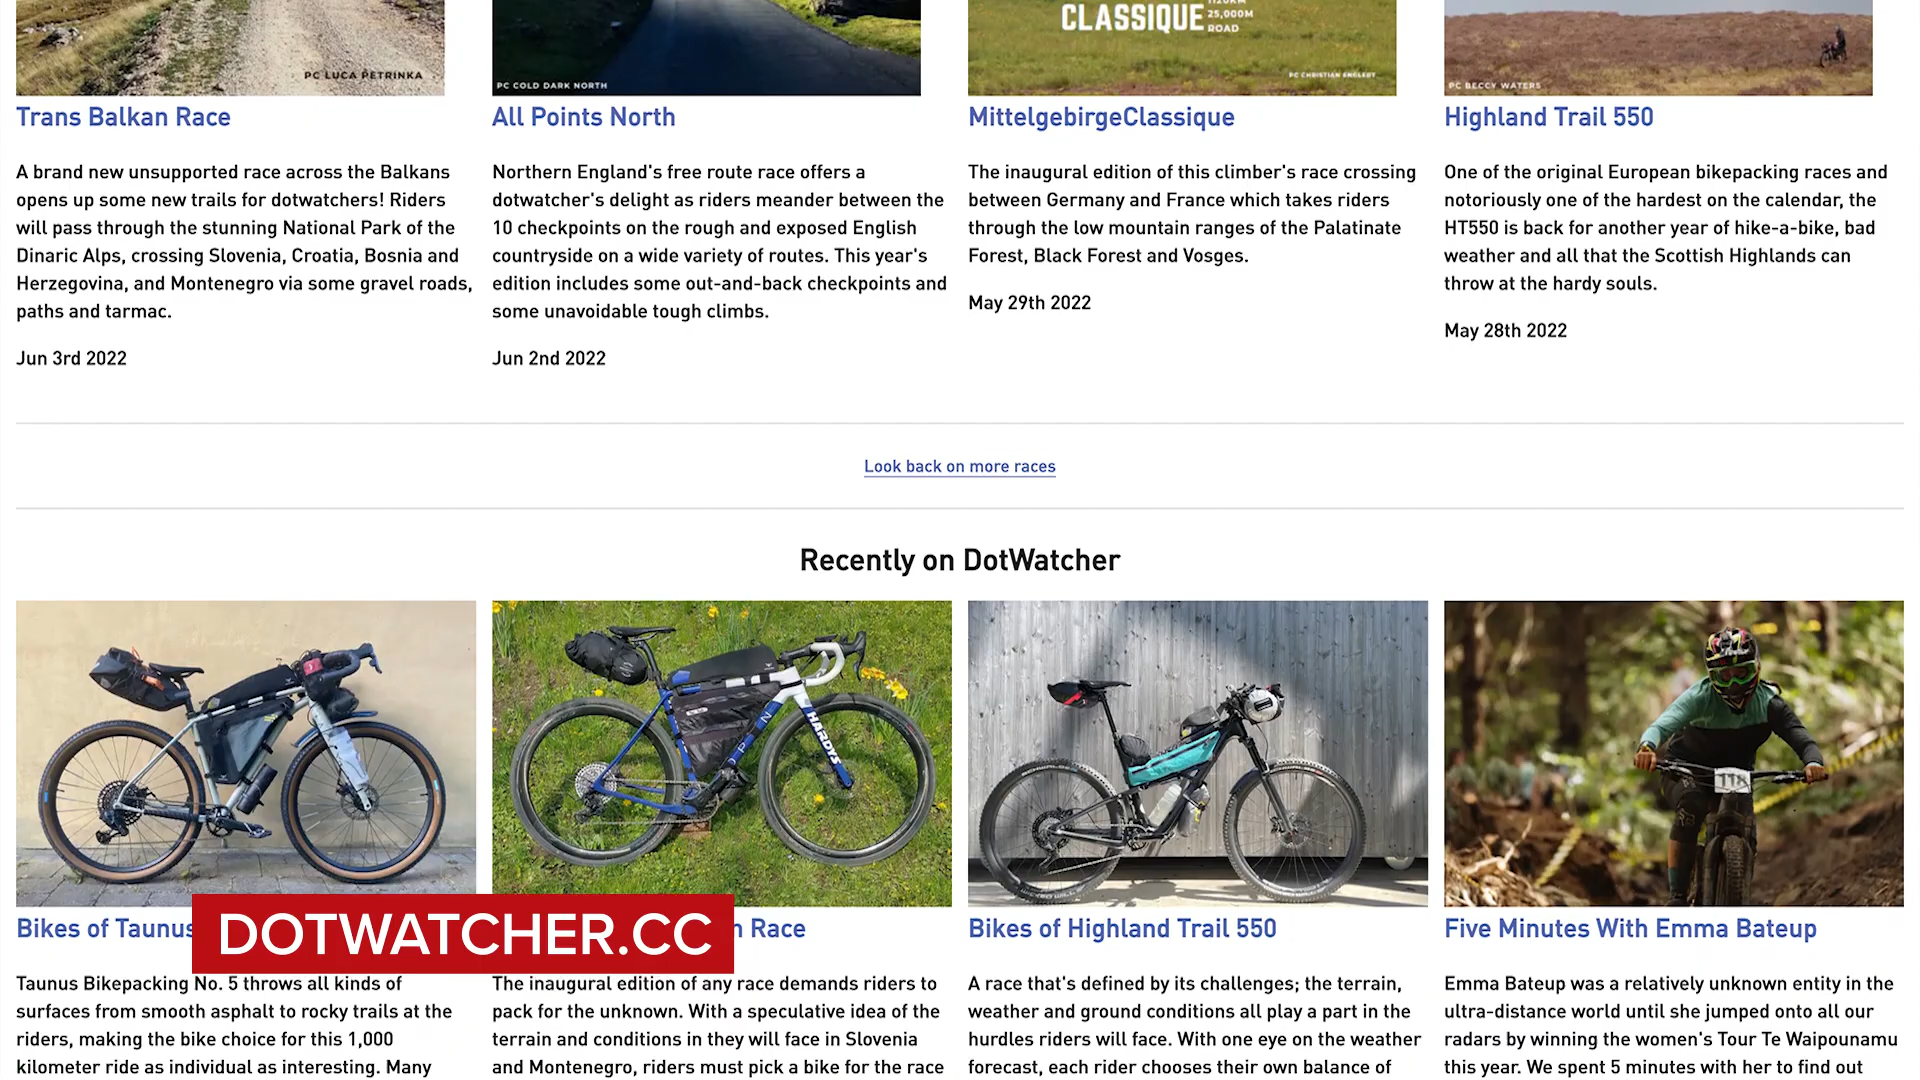 CLASSIQUE
25,000M
ROAD
PC LUCA PETRINKA
PC COLD DARK NORTH
PC CHRISTIAN ENGLERT
PC BECCY WATERS
Trans Balkan Race
A brand new unsupported race across the Balkans
opens up some new trails for dotwatchers! Riders
will pass through the stunning National Park of the
Dinaric Alps, crossing Slovenia, Croatia, Bosnia and
Herzegovina, and Montenegro via some gravel roads,
paths and tarmac.
Jun 3rd 2022
All Points North
Northern England's free route race offers a
dotwatcher's delight as riders meander between the
10 checkpoints on the rough and exposed English
countryside on a wide variety of routes. This year's
edition includes some out-and-back checkpoints and
some unavoidable tough climbs.
Jun 2nd 2022
MittelgebirgeClassique
The inaugural edition of this climber's race crossing
between Germany and France which takes riders
through the low mountain ranges of the Palatinate
Forest, Black Forest and Vosges.
May 29th 2022
Highland Trail 550
One of the original European bikepacking races and
notoriously one of the hardest on the calendar, the
HT550 is back for another year of hike-a-bike, bad
weather and all that the Scottish Highlands can
throw at the hardy souls.
May 28th 2022
Look back on more races
Recently on DotWatcher
OPEN
HARDYS
118
Bikes of Taunus
Taunus Bikepacking No. 5 throws all kinds of
surfaces from smooth asphalt to rocky trails at the
riders, making the bike choice for this 1,000
kilometer ride as individual as interesting. Many
DOTWATCHER.CC
Race
The inaugural edition of any race demands riders to
pack for the unknown. With a speculative idea of the
terrain and conditions in they will face in Slovenia
and Montenegro, riders must pick a bike for the race
Bikes of Highland Trail 550
A race that's defined by its challenges; the terrain,
weather and ground conditions all play a part in the
hurdles riders will face. With one eye on the weather
forecast, each rider chooses their own balance of
Five Minutes With Emma Bateup
Emma Bateup was a relatively unknown entity in the
ultra-distance world until she jumped onto all our
radars by winning the women's Tour Te Waipounamu
this year. We spent 5 minutes with her to find out